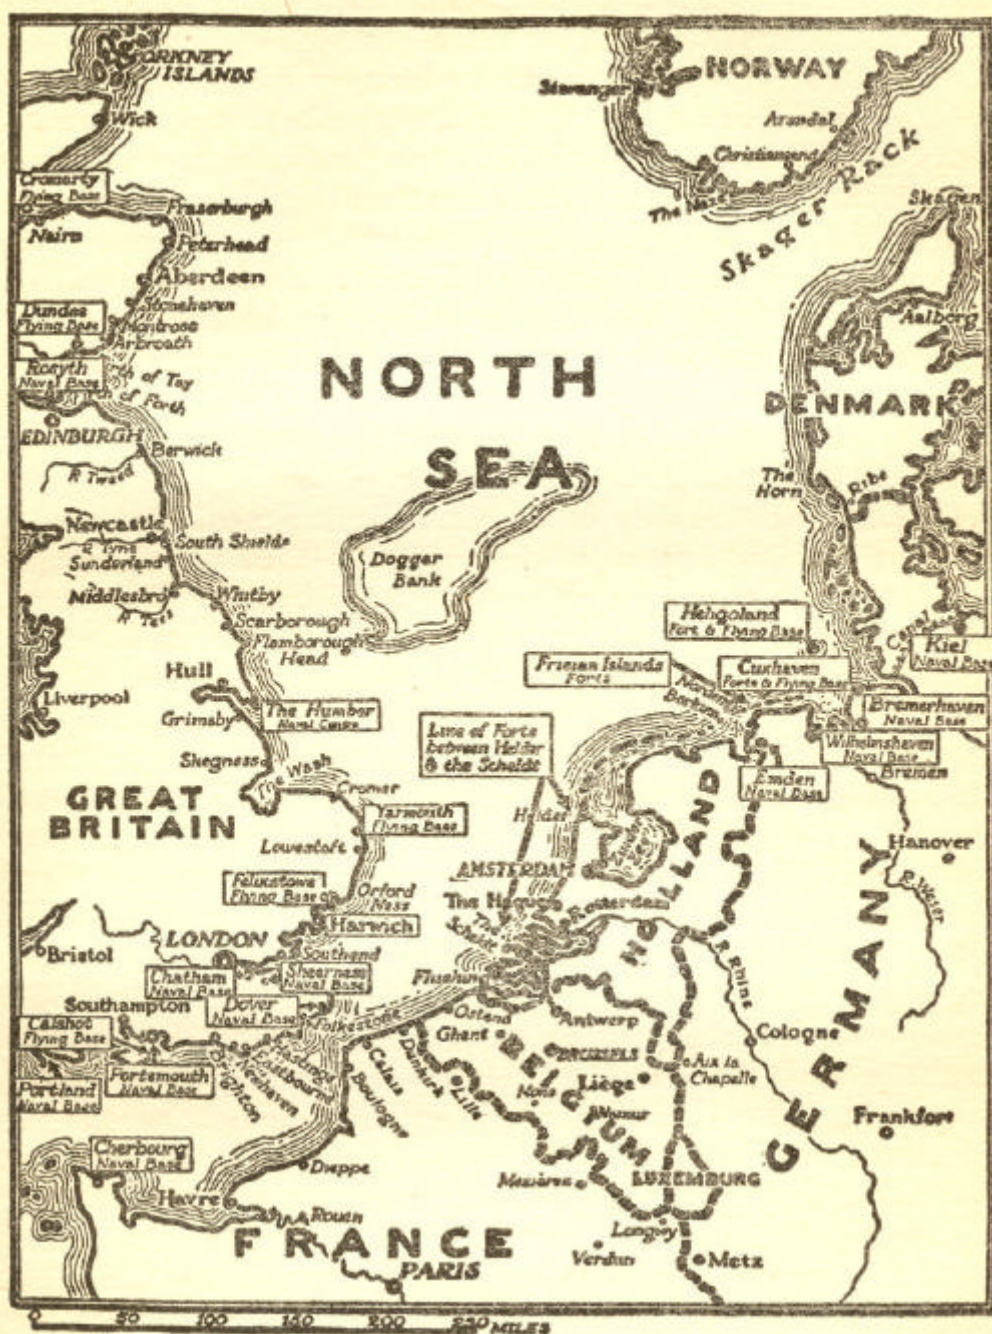 ORKNEY
ISLANDS
Wick
Cromarty
Flying Base
Nairn
Fraserburgh
Peterhead
Aberdeen
Stonehaven
Dundee
Flying Base
Montrose
Arbroath
Rosyth
Naval Base
of Tay
of Forth
EDINBURGH
Berwick
R Tweed
Newcastle
R Tyne
South Shields
Sunderland
Middlesbro
R Tees
Whitby
Scarborough
Flamborough
Head
Hull
Liverpool
Grimsby
The Humber
Naval Centre
Skegness
The Wash
Cromer
GREAT
BRITAIN
Yarmouth
Flying Base
Lowestoft
Felixstowe
Flying Base
Orford
Ness
Harwich
Bristol
LONDON
Southend
Chatham
Naval Base
Sheerness
Naval Base
Southampton
Dover
Naval Base
Folkestone
Calshot
Flying Base
Portland
Naval Base
Portsmouth
Naval Base
Brighton
Newhaven
Eastbourne
Hastings
NORTH
SEA
Dogger
Bank
NORWAY
Stavanger
Arendal
Christiansand
The Naze
Skager Rack
Skagen
Aalborg
DENMARK
The
Horn
Ribe
Heligoland
Fort & Flying Base
Canal
Kiel
Naval Base
Frisian Islands
Forts
Cuxhaven
Forts & Flying Base
Norderney
Borkum
Bremerhaven
Naval Base
Wilhelmshaven
Naval Base
Line of Forts
between Helder
& the Scheldt
Emden
Naval Base
Bremen
Helder
Hanover
R. Weser
AMSTERDAM
HOLLAND
The Hague
Rotterdam
The
Scheldt
Flushing
GERMANY
R Rhine
Ostend
Antwerp
Ghent
Cologne
BELGIUM
BRUSSELS
Aix la
Chapelle
Liège
Mons
Namur
Calais
Dunkirk
Lille
Boulogne
Frankfort
Cherbourg
Naval Base
Dieppe
Mezières
LUXEMBURG
Havre
Rouen
Longwy
FRANCE
Verdun
Metz
PARIS
0 50 100 150 200 250 MILES